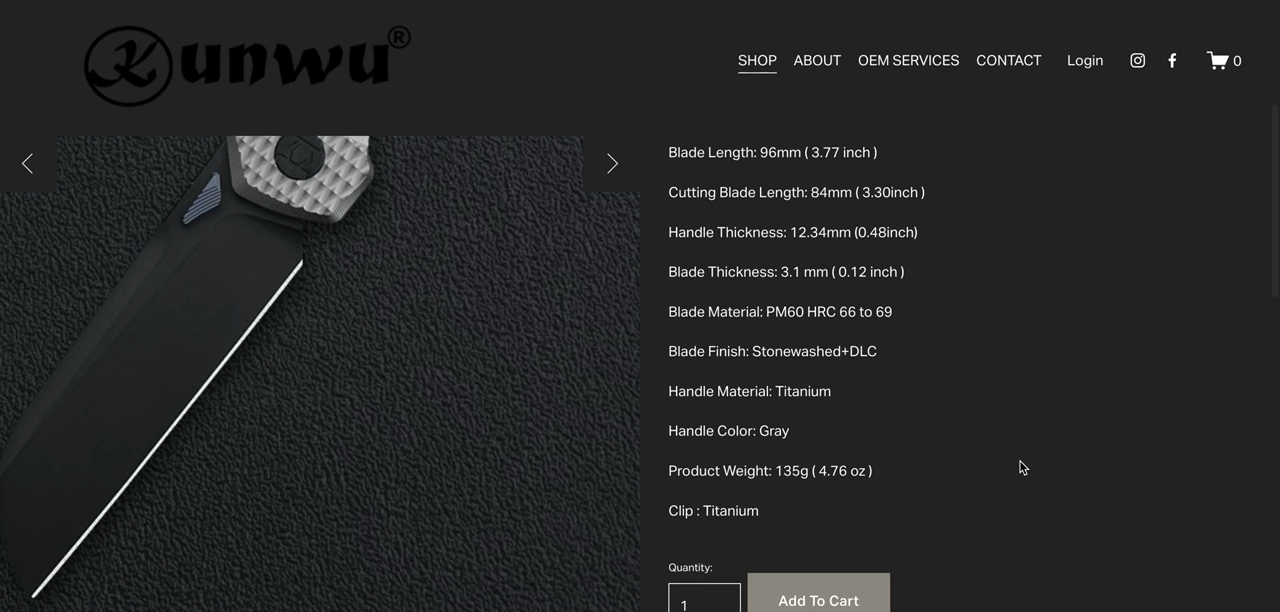 Kunwu®
SHOP ABOUT OEM SERVICES CONTACT Login 0
Blade Length: 96mm ( 3.77 inch )
Cutting Blade Length: 84mm ( 3.30inch )
Handle Thickness: 12.34mm (0.48inch)
Blade Thickness: 3.1 mm ( 0.12 inch )
Blade Material: PM60 HRC 66 to 69
Blade Finish: Stonewashed+DLC
Handle Material: Titanium
Handle Color: Gray
Product Weight: 135g ( 4.76 oz )
Clip : Titanium
Quantity:
1
Add To Cart